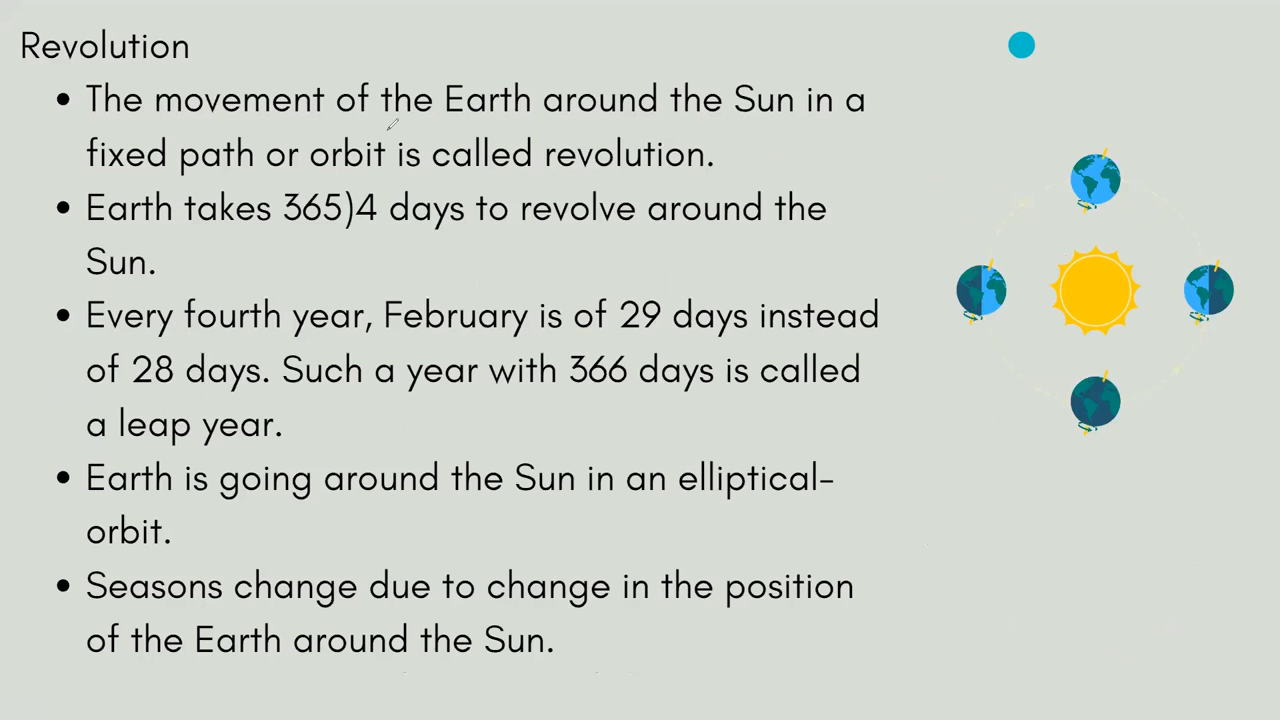 Revolution
• The movement of the Earth around the Sun in a
fixed path or orbit is called revolution.
• Earth takes 365)4 days to revolve around the
Sun.
• Every fourth year, February is of 29 days instead
of 28 days. Such a year with 366 days is called
a leap year.
• Earth is going around the Sun in an elliptical-
orbit.
• Seasons change due to change in the position
of the Earth around the Sun.